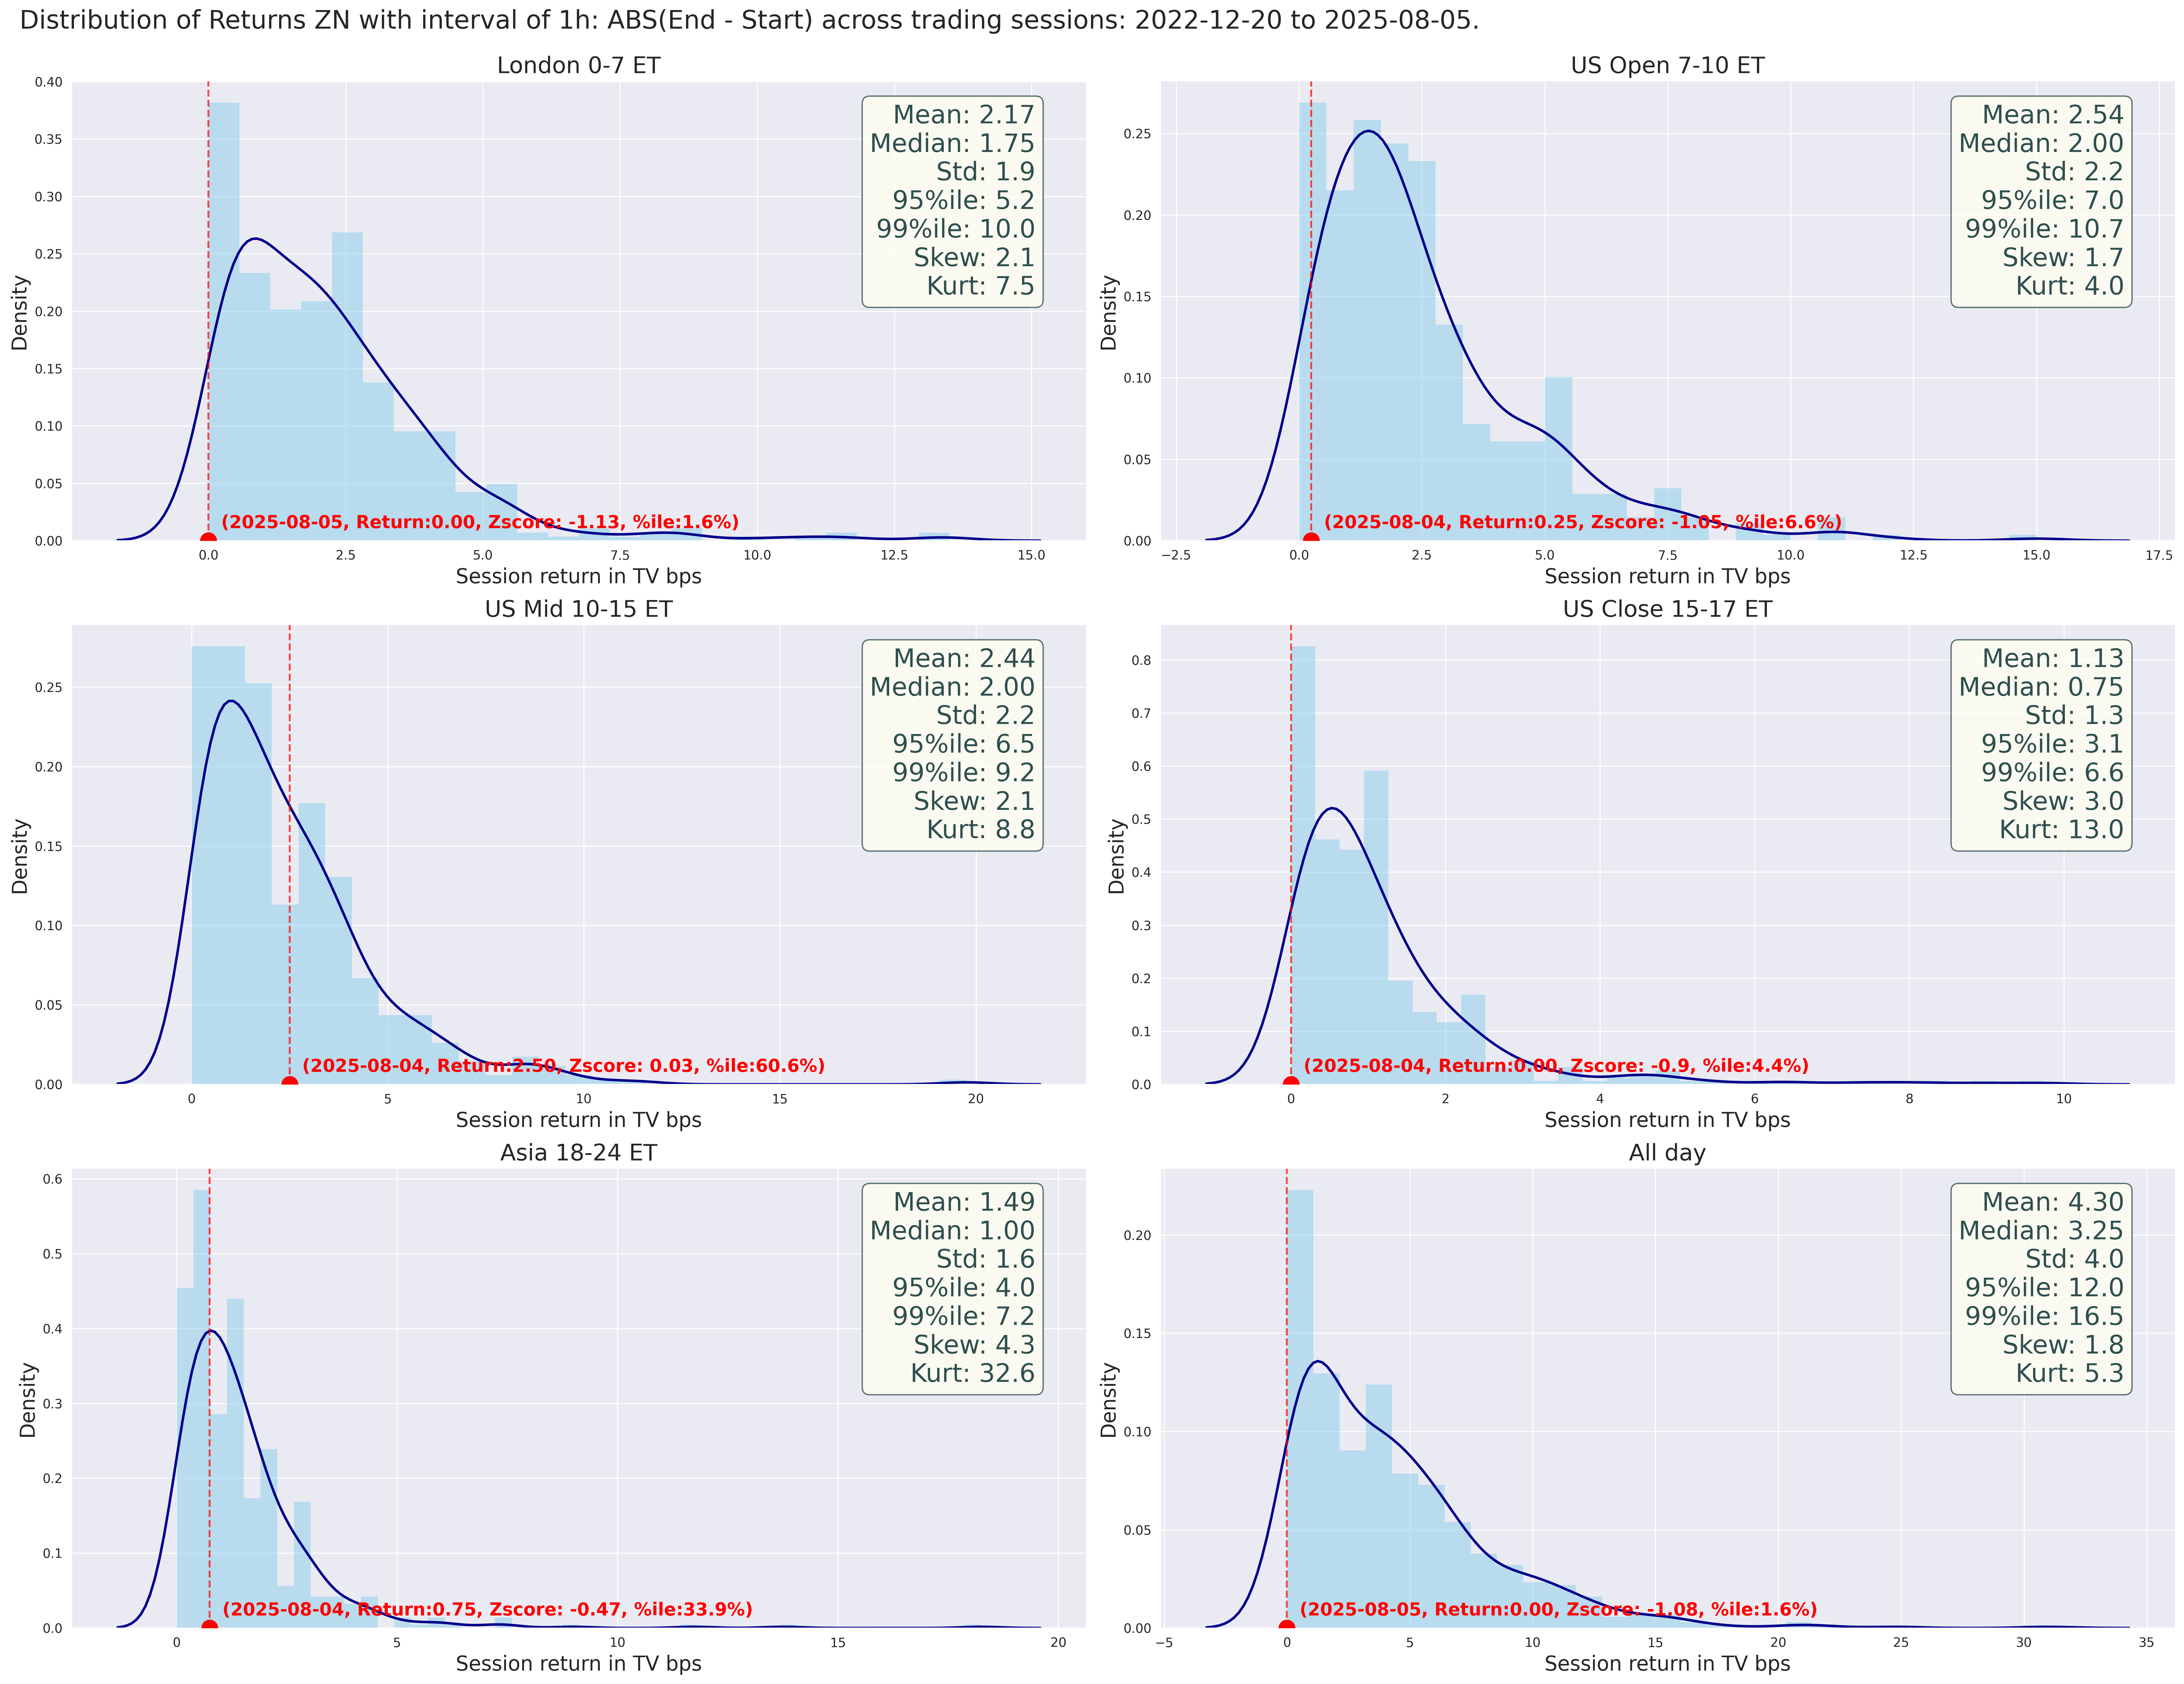 Distribution of Returns ZN with interval of 1h: ABS(End - Start) across trading sessions: 2022-12-20 to 2025-08-05.
London 0-7 ET
0.40
0.35
0.30
0.25
0.20
0.15
0.10
0.05
0.00
Density
Mean: 2.17
Median: 1.75
Std: 1.9
95%ile: 5.2
99%ile: 10.0
Skew: 2.1
Kurt: 7.5
(2025-08-05, Return:0.00, Zscore: -1.13, %ile:1.6%)
0.0 2.5 5.0 7.5 10.0 12.5 15.0
Session return in TV bps
US Open 7-10 ET
0.25
0.20
0.15
0.10
0.05
0.00
Density
Mean: 2.54
Median: 2.00
Std: 2.2
95%ile: 7.0
99%ile: 10.7
Skew: 1.7
Kurt: 4.0
(2025-08-04, Return:0.25, Zscore: -1.05, %ile:6.6%)
−2.5 0.0 2.5 5.0 7.5 10.0 12.5 15.0 17.5
Session return in TV bps
US Mid 10-15 ET
0.25
0.20
0.15
0.10
0.05
0.00
Density
Mean: 2.44
Median: 2.00
Std: 2.2
95%ile: 6.5
99%ile: 9.2
Skew: 2.1
Kurt: 8.8
(2025-08-04, Return:2.50, Zscore: 0.03, %ile:60.6%)
0 5 10 15 20
Session return in TV bps
US Close 15-17 ET
0.8
0.7
0.6
0.5
0.4
0.3
0.2
0.1
0.0
Density
Mean: 1.13
Median: 0.75
Std: 1.3
95%ile: 3.1
99%ile: 6.6
Skew: 3.0
Kurt: 13.0
(2025-08-04, Return:0.00, Zscore: -0.9, %ile:4.4%)
0 2 4 6 8 10
Session return in TV bps
Asia 18-24 ET
0.6
0.5
0.4
0.3
0.2
0.1
0.0
Density
Mean: 1.49
Median: 1.00
Std: 1.6
95%ile: 4.0
99%ile: 7.2
Skew: 4.3
Kurt: 32.6
(2025-08-04, Return:0.75, Zscore: -0.47, %ile:33.9%)
0 5 10 15 20
Session return in TV bps
All day
0.20
0.15
0.10
0.05
0.00
Density
Mean: 4.30
Median: 3.25
Std: 4.0
95%ile: 12.0
99%ile: 16.5
Skew: 1.8
Kurt: 5.3
(2025-08-05, Return:0.00, Zscore: -1.08, %ile:1.6%)
−5 0 5 10 15 20 25 30 35
Session return in TV bps